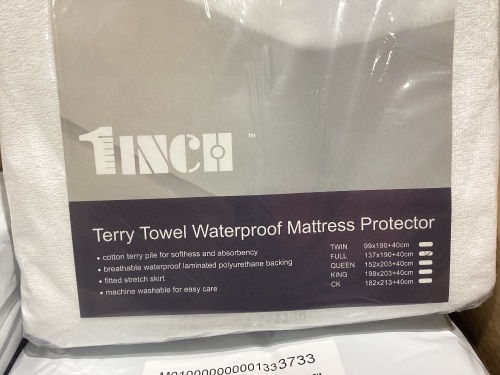 1INCH ™
Terry Towel Waterproof Mattress Protector
• cotton terry pile for softness and absorbency
• breathable waterproof laminated polyurethane backing
• fitted stretch skirt
• machine washable for easy care
TWIN 99x190+40cm
FULL 137x190+40cm
QUEEN 152x203+40cm
KING 198x203+40cm
CK 182x213+40cm
M010000000001333733